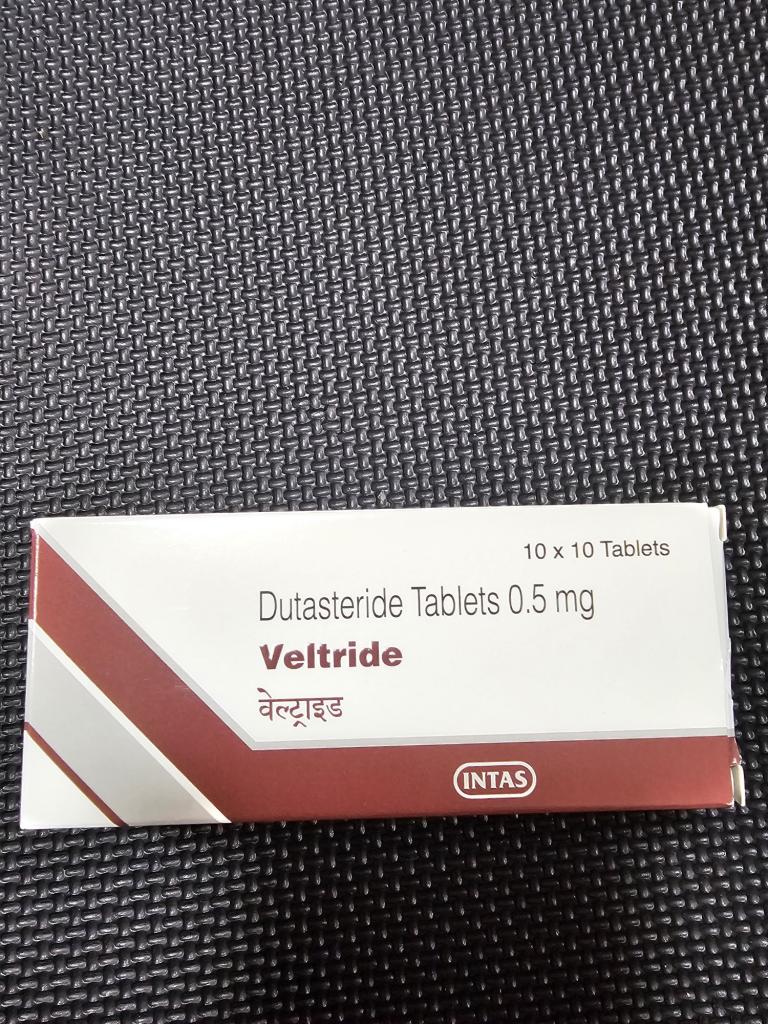 10 x 10 Tablets
Dutasteride Tablets 0.5 mg
Veltride
वेल्ट्राइड
INTAS